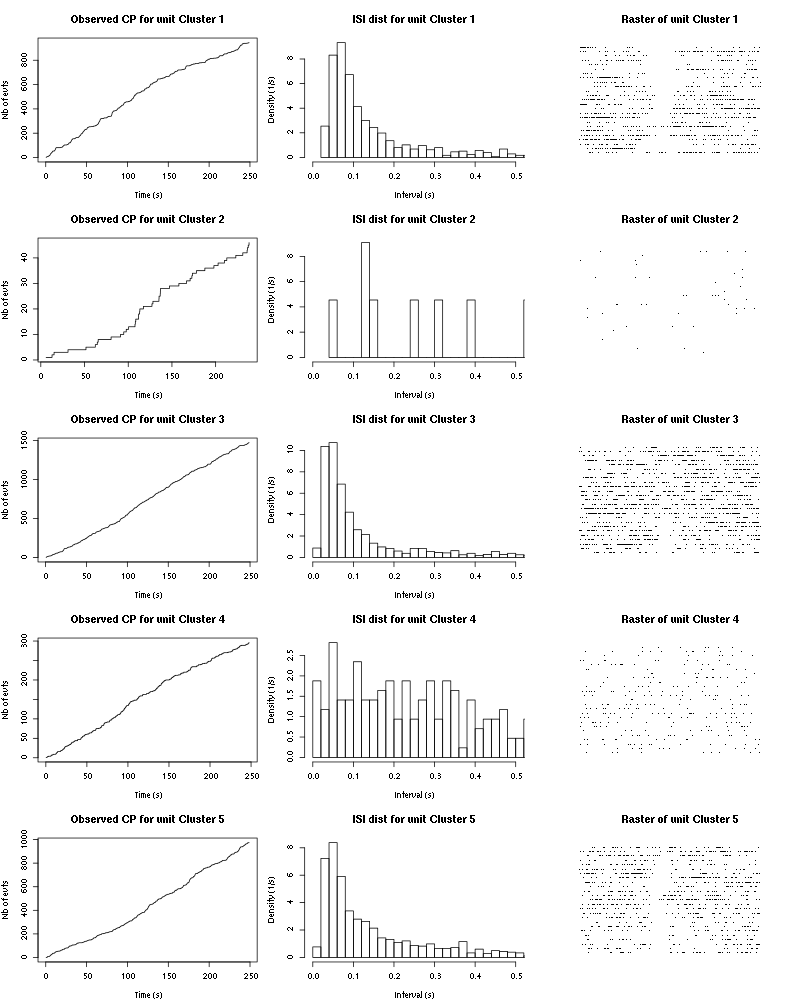 Observed CP for unit Cluster 1
ISI dist for unit Cluster 1
Raster of unit Cluster 1
Nb of evts
0 200 400 600 800
0 50 100 150 200 250
Time (s)
Density (1/s)
0 2 4 6 8
0.0 0.1 0.2 0.3 0.4 0.5
Interval (s)
Observed CP for unit Cluster 2
ISI dist for unit Cluster 2
Raster of unit Cluster 2
Nb of evts
0 10 20 30 40
0 50 100 150 200
Time (s)
Density (1/s)
0 2 4 6 8
0.0 0.1 0.2 0.3 0.4 0.5
Interval (s)
Observed CP for unit Cluster 3
ISI dist for unit Cluster 3
Raster of unit Cluster 3
Nb of evts
0 500 1000 1500
0 50 100 150 200 250
Time (s)
Density (1/s)
0 2 4 6 8 10
0.0 0.1 0.2 0.3 0.4 0.5
Interval (s)
Observed CP for unit Cluster 4
ISI dist for unit Cluster 4
Raster of unit Cluster 4
Nb of evts
0 50 100 200 300
0 50 100 150 200 250
Time (s)
Density (1/s)
0.0 0.5 1.0 1.5 2.0 2.5
0.0 0.1 0.2 0.3 0.4 0.5
Interval (s)
Observed CP for unit Cluster 5
ISI dist for unit Cluster 5
Raster of unit Cluster 5
Nb of evts
0 200 400 600 800 1000
0 50 100 150 200 250
Time (s)
Density (1/s)
0 2 4 6 8
0.0 0.1 0.2 0.3 0.4 0.5
Interval (s)